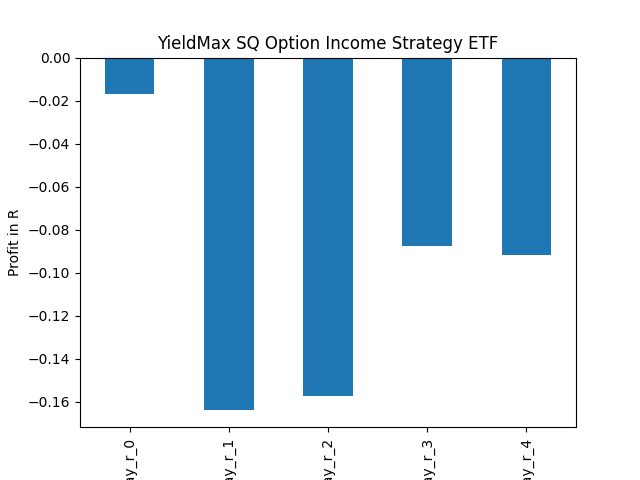 YieldMax SQ Option Income Strategy ETF
Profit in R
0.00
−0.02
−0.04
−0.06
−0.08
−0.10
−0.12
−0.14
−0.16
ay_r_0
ay_r_1
ay_r_2
ay_r_3
ay_r_4